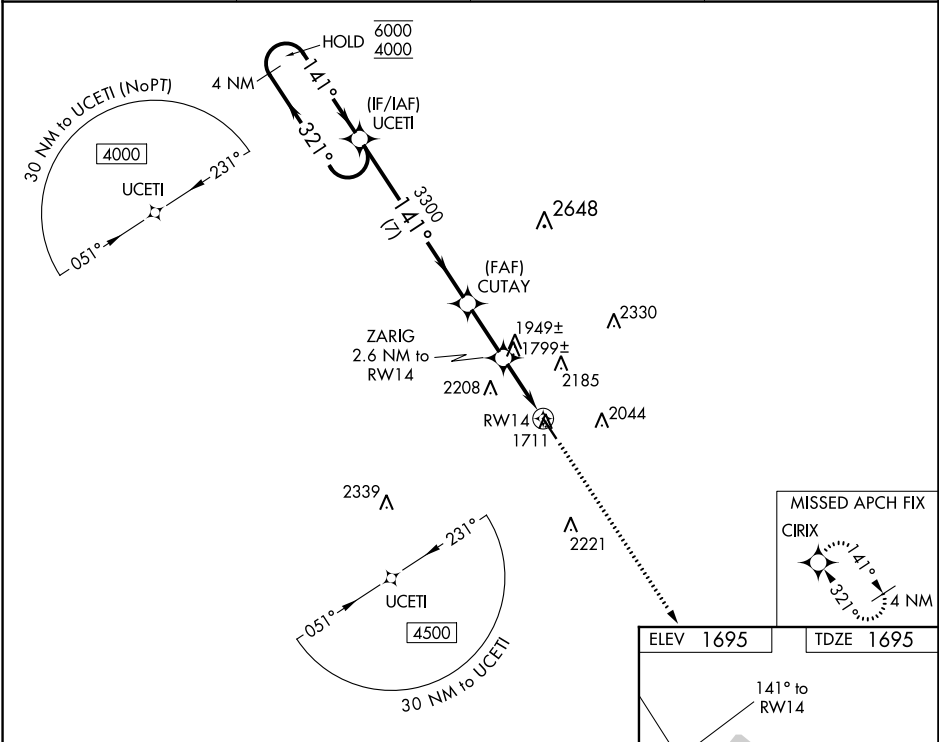 HOLD
6000
4000
4 NM
141°
321°
(IF/IAF)
UCETI
30 NM to UCETI (NoPT)
4000
UCETI
231°
051°
3300
141°
(7)
2648
(FAF)
CUTAY
2330
1949±
ZARIG
2.6 NM to
RW14
1799±
2185
2208
RW14
1711
2044
2339
2221
231°
UCETI
051°
4500
30 NM to UCETI
MISSED APCH FIX
CIRIX
141°
321°
4 NM
ELEV 1695
TDZE 1695
141° to
RW14